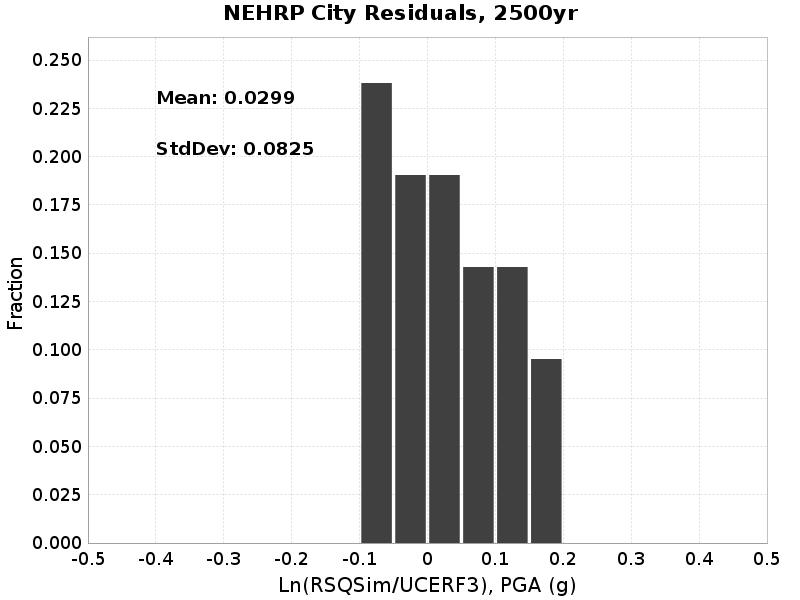 NEHRP City Residuals, 2500yr
0.250
Mean: 0.0299
0.225
StdDev: 0.0825
0.200
0.175
0.150
0.125
0.100
0.075
0.050
0.025
0.000
Fraction
-0.5 -0.4 -0.3 -0.2 -0.1 0 0.1 0.2 0.3 0.4 0.5
Ln(RSQSim/UCERF3), PGA (g)